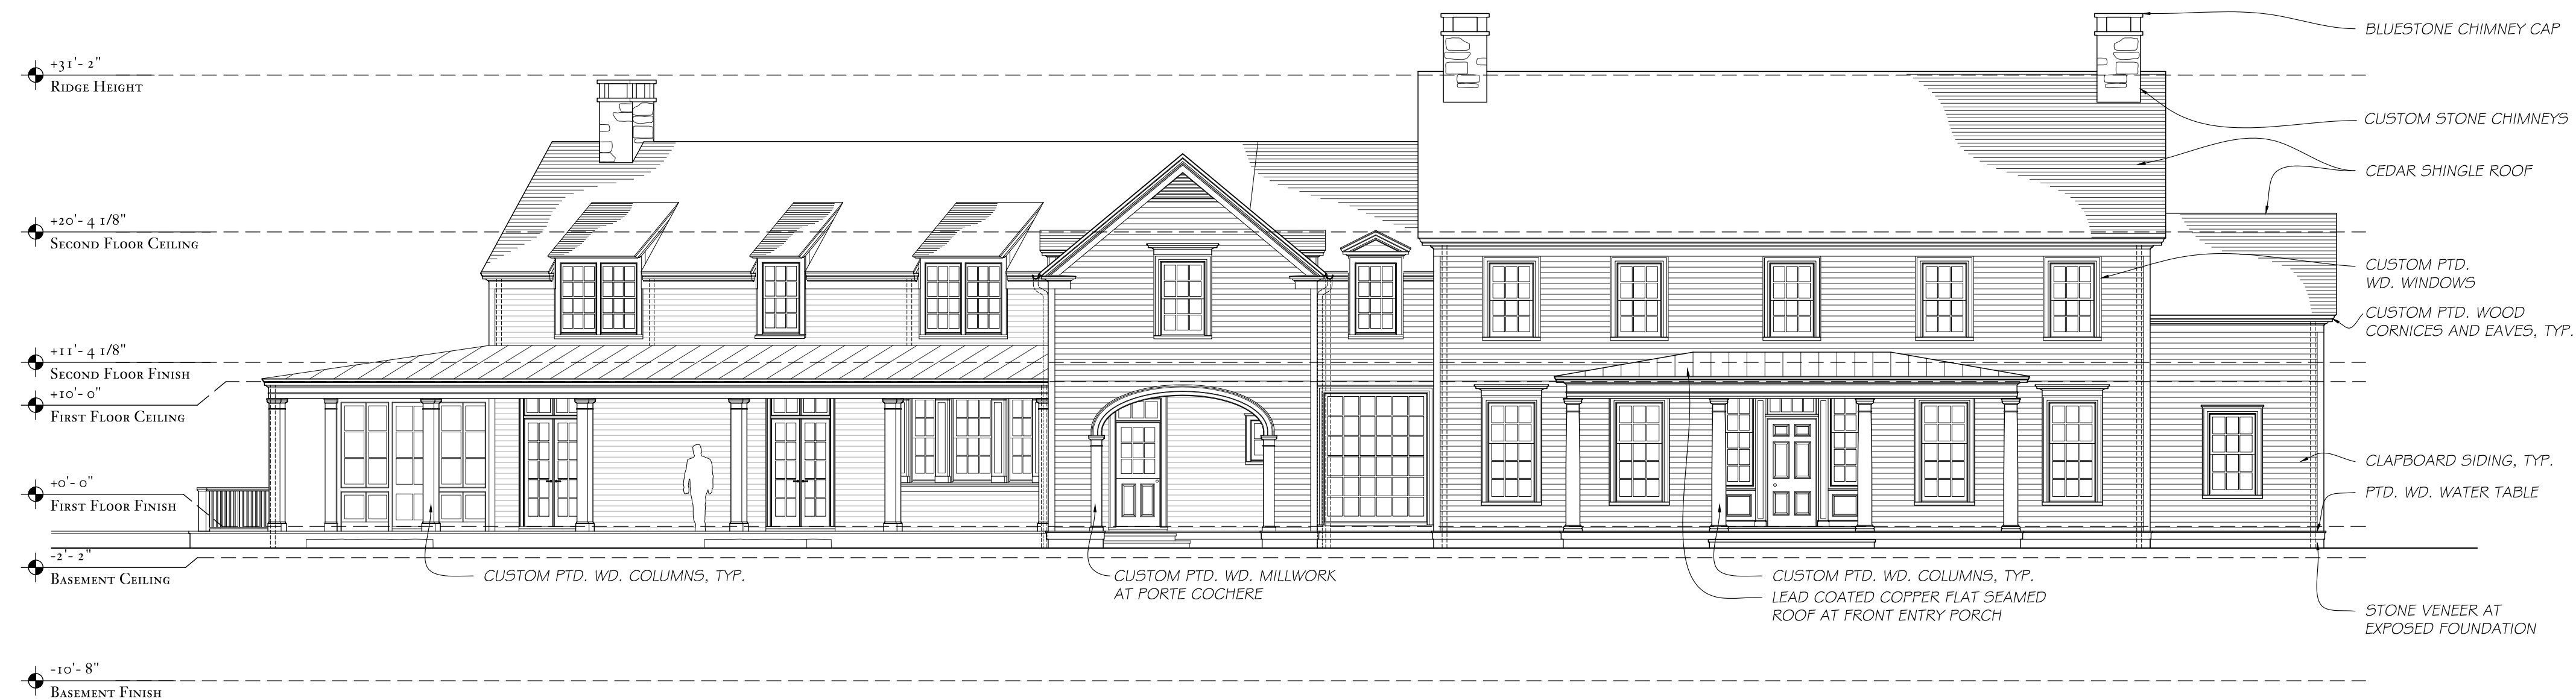 +31'- 2"
RIDGE HEIGHT
+20'- 4 1/8"
SECOND FLOOR CEILING
+11'- 4 1/8"
SECOND FLOOR FINISH
+10'- 0"
FIRST FLOOR CEILING
+0'- 0"
FIRST FLOOR FINISH
-2'- 2"
BASEMENT CEILING
-10'- 8"
BASEMENT FINISH
CUSTOM PTD. WD. COLUMNS, TYP.
CUSTOM PTD. WD. MILLWORK
AT PORTE COCHERE
CUSTOM PTD. WD. COLUMNS, TYP.
LEAD COATED COPPER FLAT SEAMED
ROOF AT FRONT ENTRY PORCH
BLUESTONE CHIMNEY CAP
CUSTOM STONE CHIMNEYS
CEDAR SHINGLE ROOF
CUSTOM PTD.
WD. WINDOWS
CUSTOM PTD. WOOD
CORNICES AND EAVES, TYP.
CLAPBOARD SIDING, TYP.
PTD. WD. WATER TABLE
STONE VENEER AT
EXPOSED FOUNDATION